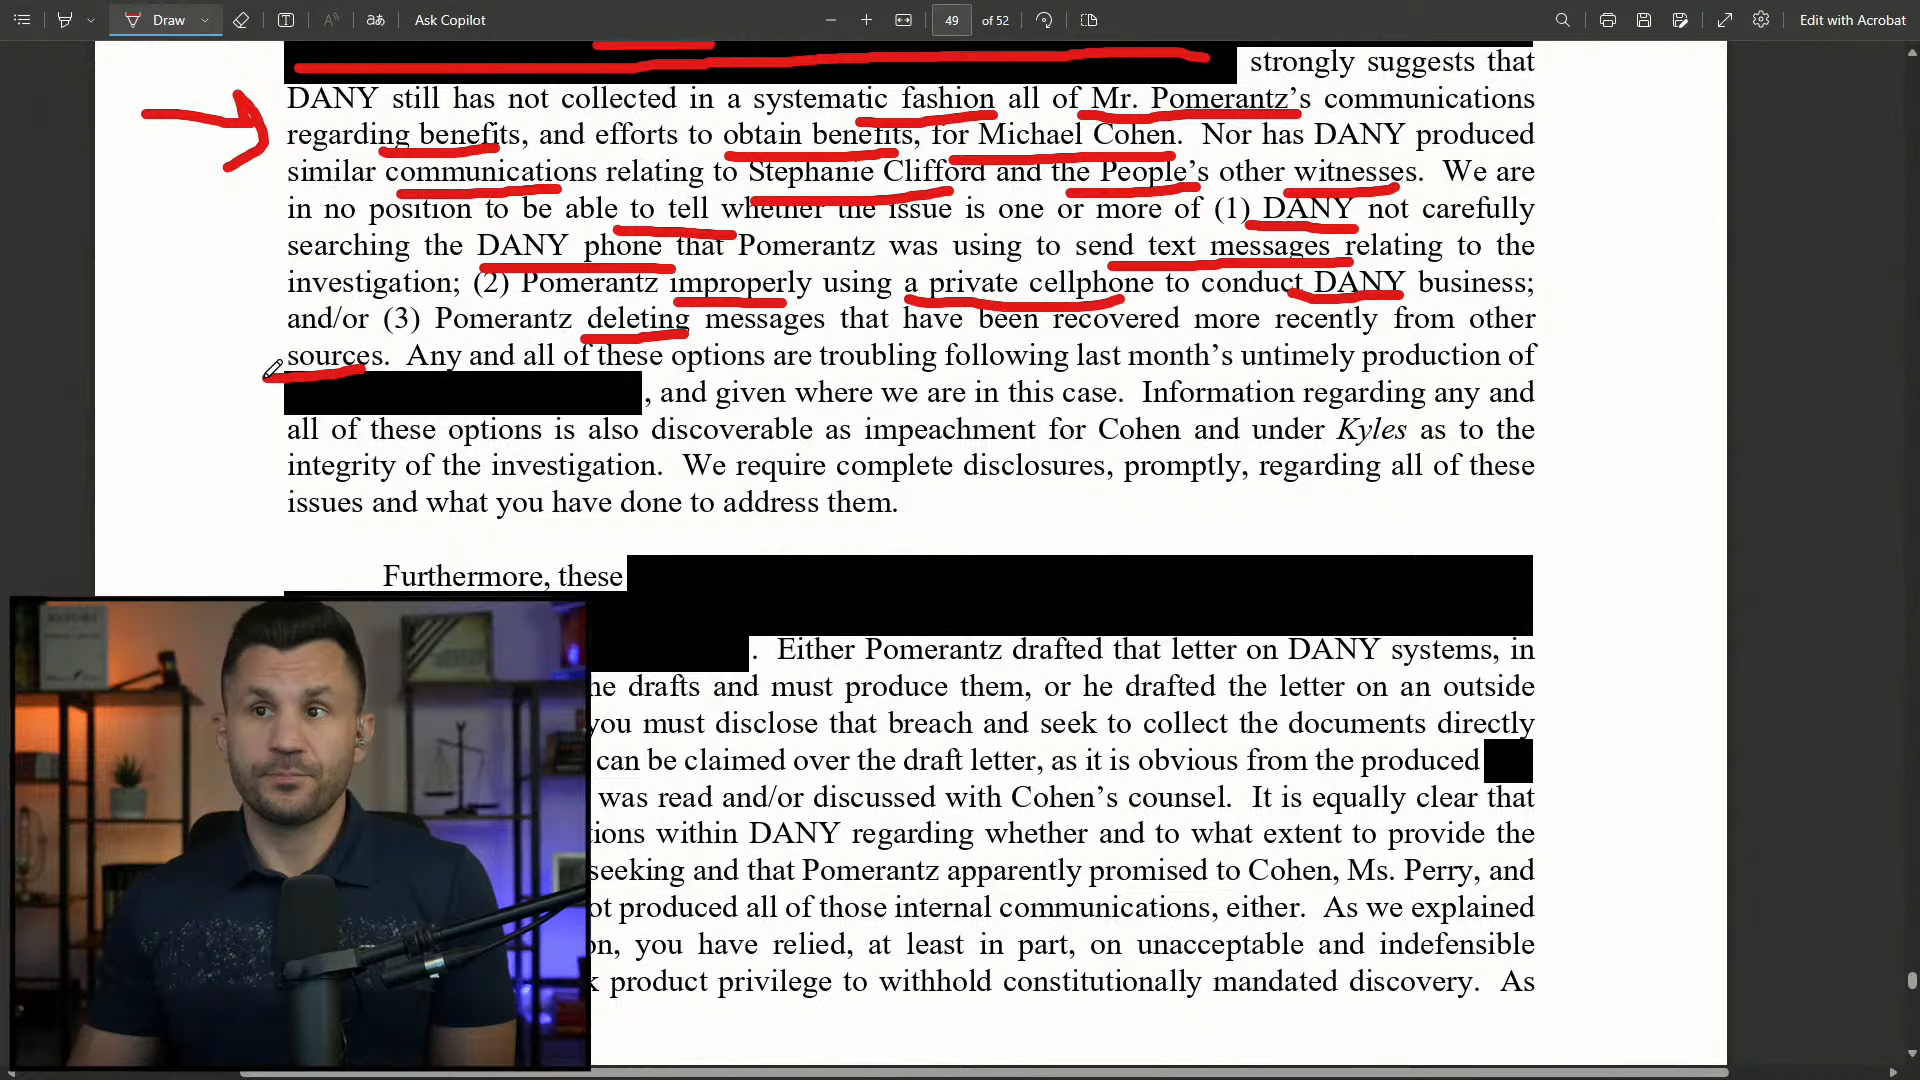 Draw
Ask Copilot
49 of 52
Edit with Acrobat
strongly suggests that
DANY still has not collected in a systematic fashion all of Mr. Pomerantz's communications
regarding benefits, and efforts to obtain benefits, for Michael Cohen. Nor has DANY produced
similar communications relating to Stephanie Clifford and the People's other witnesses. We are
in no position to be able to tell whether the issue is one or more of (1) DANY not carefully
searching the DANY phone that Pomerantz was using to send text messages relating to the
investigation; (2) Pomerantz improperly using a private cellphone to conduct DANY business;
and/or (3) Pomerantz deleting messages that have been recovered more recently from other
sources. Any and all of these options are troubling following last month's untimely production of
, and given where we are in this case. Information regarding any and
all of these options is also discoverable as impeachment for Cohen and under Kyles as to the
integrity of the investigation. We require complete disclosures, promptly, regarding all of these
issues and what you have done to address them.
Furthermore, these
. Either Pomerantz drafted that letter on DANY systems, in
he drafts and must produce them, or he drafted the letter on an outside
you must disclose that breach and seek to collect the documents directly
can be claimed over the draft letter, as it is obvious from the produced
was read and/or discussed with Cohen's counsel. It is equally clear that
tions within DANY regarding whether and to what extent to provide the
seeking and that Pomerantz apparently promised to Cohen, Ms. Perry, and
ot produced all of those internal communications, either. As we explained
on, you have relied, at least in part, on unacceptable and indefensible
k product privilege to withhold constitutionally mandated discovery. As